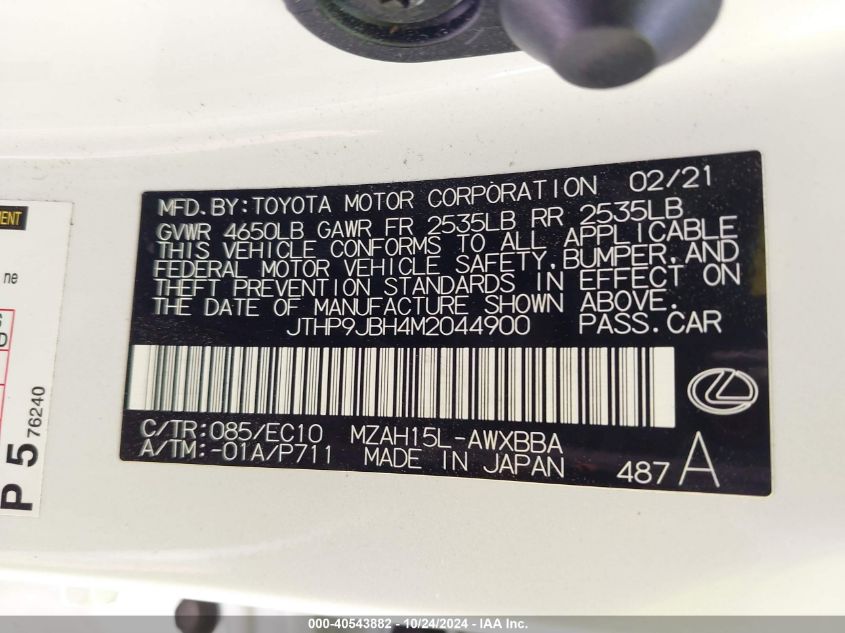 MFD.BY:TOYOTA MOTOR CORPORATION 02/21
GVWR 4650LB GAWR FR 2535LB RR 2535LB
THIS VEHICLE CONFORMS TO ALL APPLICABLE
FEDERAL MOTOR VEHICLE SAFETY,BUMPER,AND
THEFT PREVENTION STANDARDS IN EFFECT ON
THE DATE OF MANUFACTURE SHOWN ABOVE.
JTHP9JBH4M2044900 PASS.CAR
C/TR:085/EC10 MZAH15L-AWXBBA
A/TM:-01A/P711 MADE IN JAPAN 487 A
ne
P 5 76240
000-40543882 - 10/24/2024 - IAA Inc.